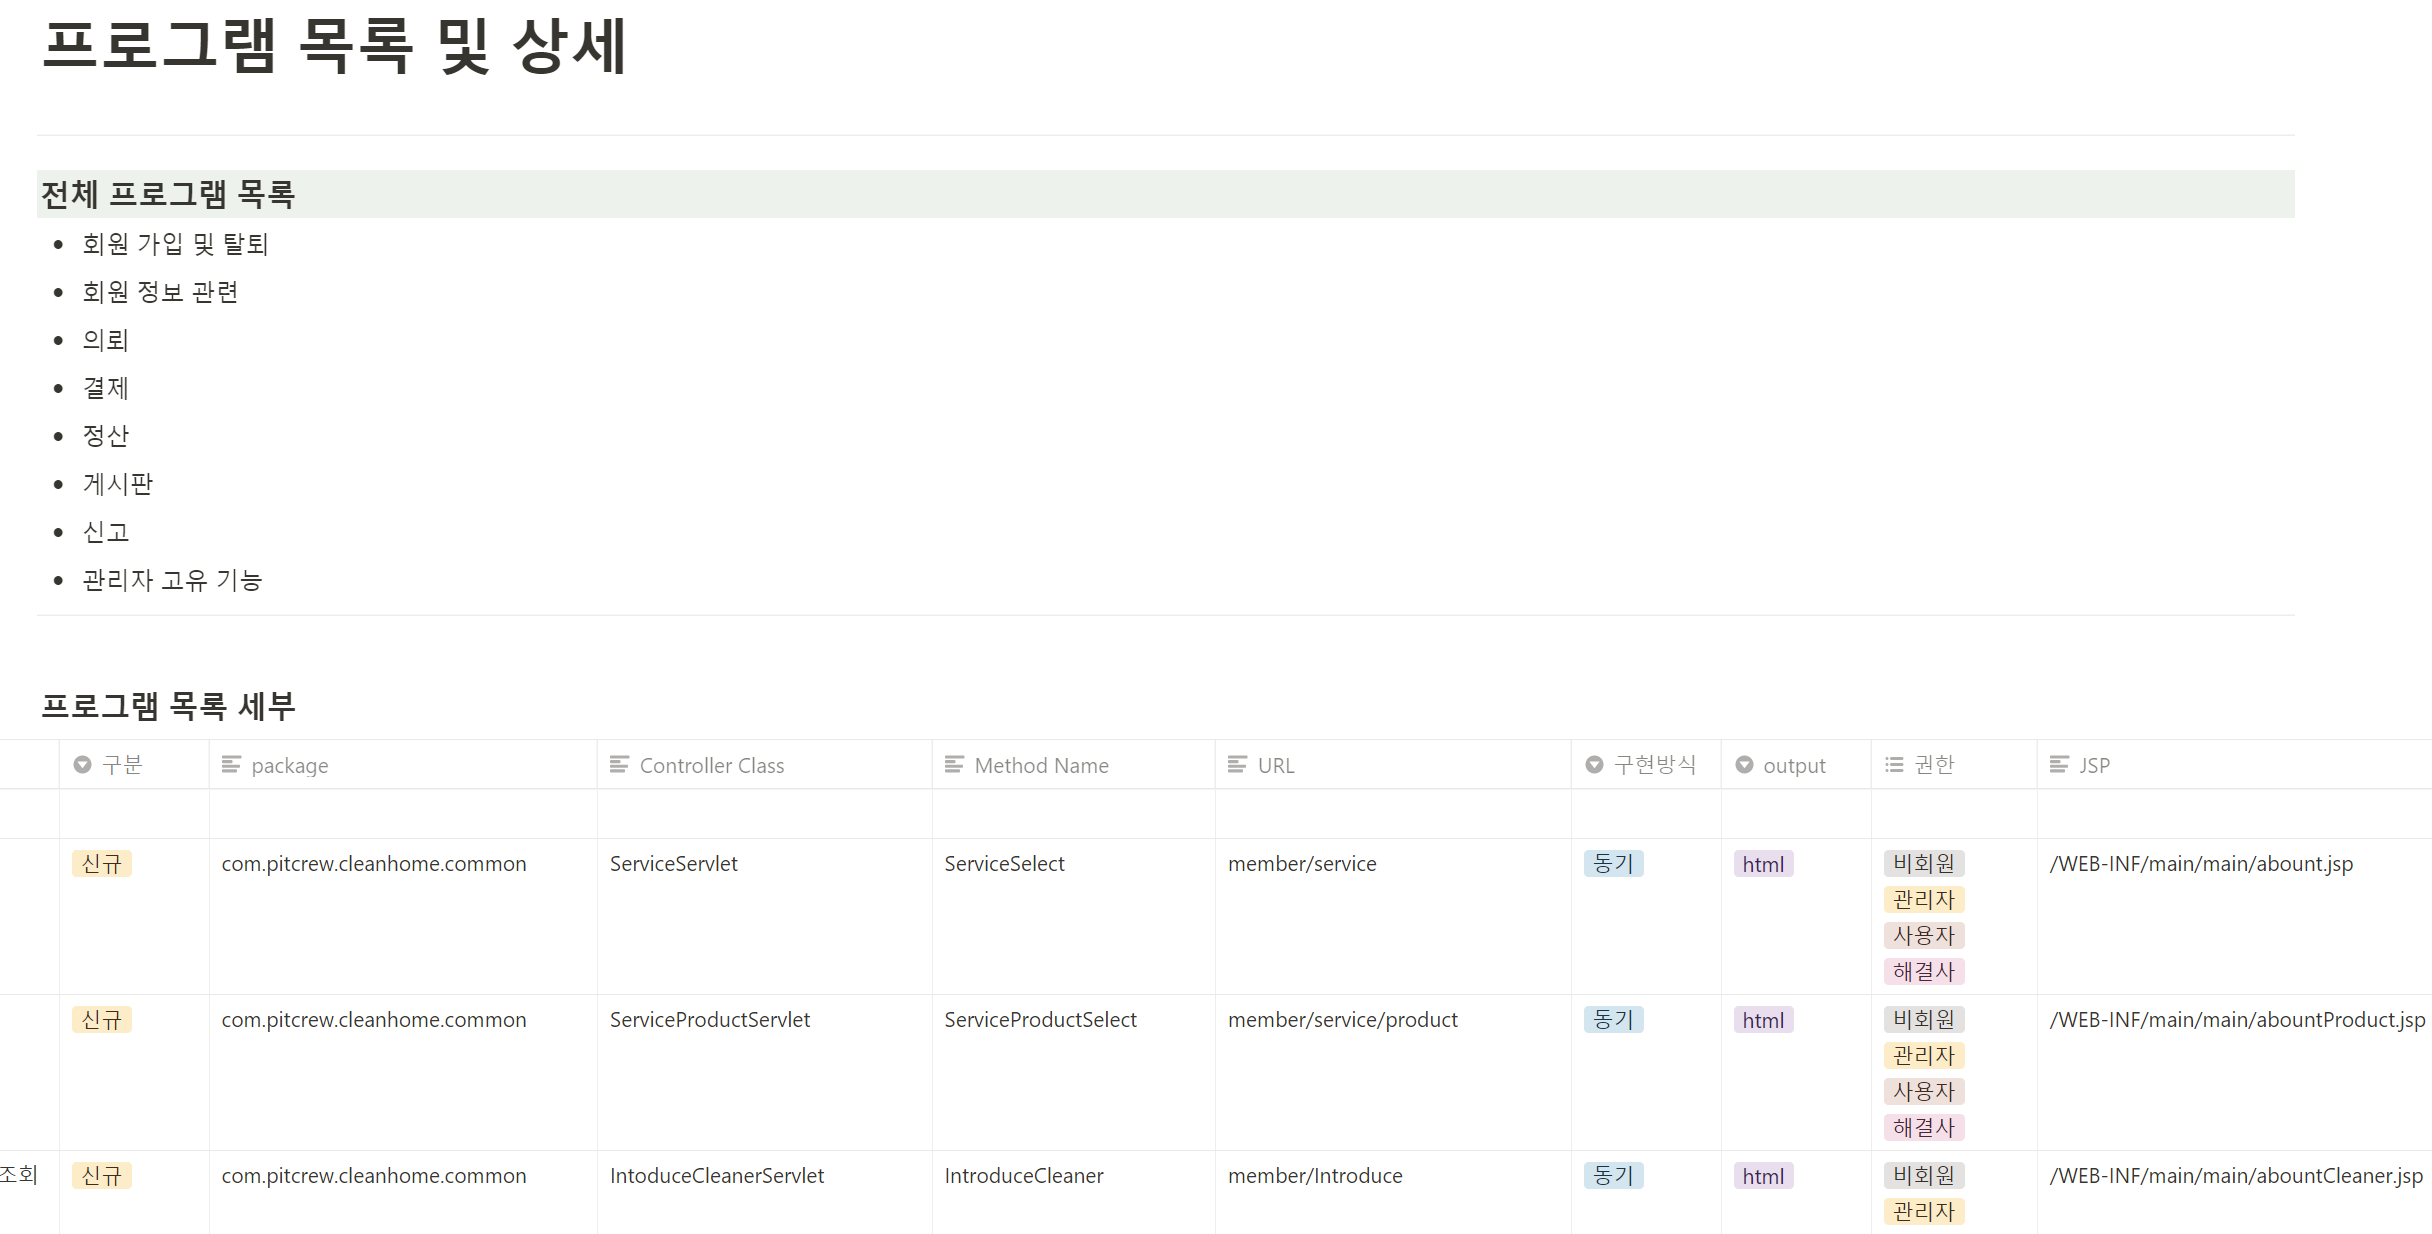 프로그램 목록 및 상세
전체 프로그램 목록
회원 가입 및 탈퇴
회원 정보 관련
의뢰
결제
정산
게시판
신고
관리자 고유 기능
프로그램 목록 세부
구분 package Controller Class Method Name URL 구현방식 output 권한 JSP
신규 com.pitcrew.cleanhome.common ServiceServlet ServiceSelect member/service 동기 html 비회원 /WEB-INF/main/main/abount.jsp
관리자
사용자
해결사
신규 com.pitcrew.cleanhome.common ServiceProductServlet ServiceProductSelect member/service/product 동기 html 비회원 /WEB-INF/main/main/abountProduct.jsp
관리자
사용자
해결사
조회 신규 com.pitcrew.cleanhome.common IntoduceCleanerServlet IntroduceCleaner member/Introduce 동기 html 비회원 /WEB-INF/main/main/abountCleaner.jsp
관리자